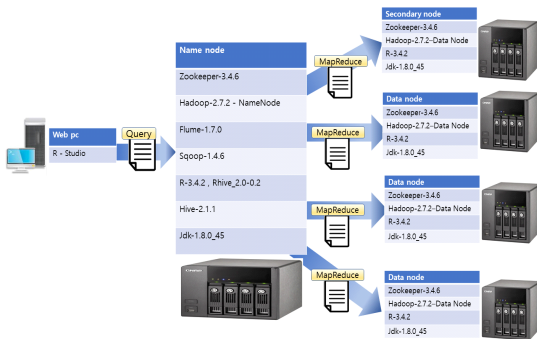 Web pc
R - Studio
Query
Name node
Zookeeper-3.4.6
Hadoop-2.7.2 - NameNode
Flume-1.7.0
Sqoop-1.4.6
R-3.4.2 , Rhive_2.0-0.2
Hive-2.1.1
Jdk-1.8.0_45
MapReduce
MapReduce
MapReduce
MapReduce
Secondary node
Zookeeper-3.4.6
Hadoop-2.7.2–Data Node
R-3.4.2
Jdk-1.8.0_45
Data node
Zookeeper-3.4.6
Hadoop-2.7.2–Data Node
R-3.4.2
Jdk-1.8.0_45
Data node
Zookeeper-3.4.6
Hadoop-2.7.2–Data Node
R-3.4.2
Jdk-1.8.0_45
Data node
Zookeeper-3.4.6
Hadoop-2.7.2–Data Node
R-3.4.2
Jdk-1.8.0_45